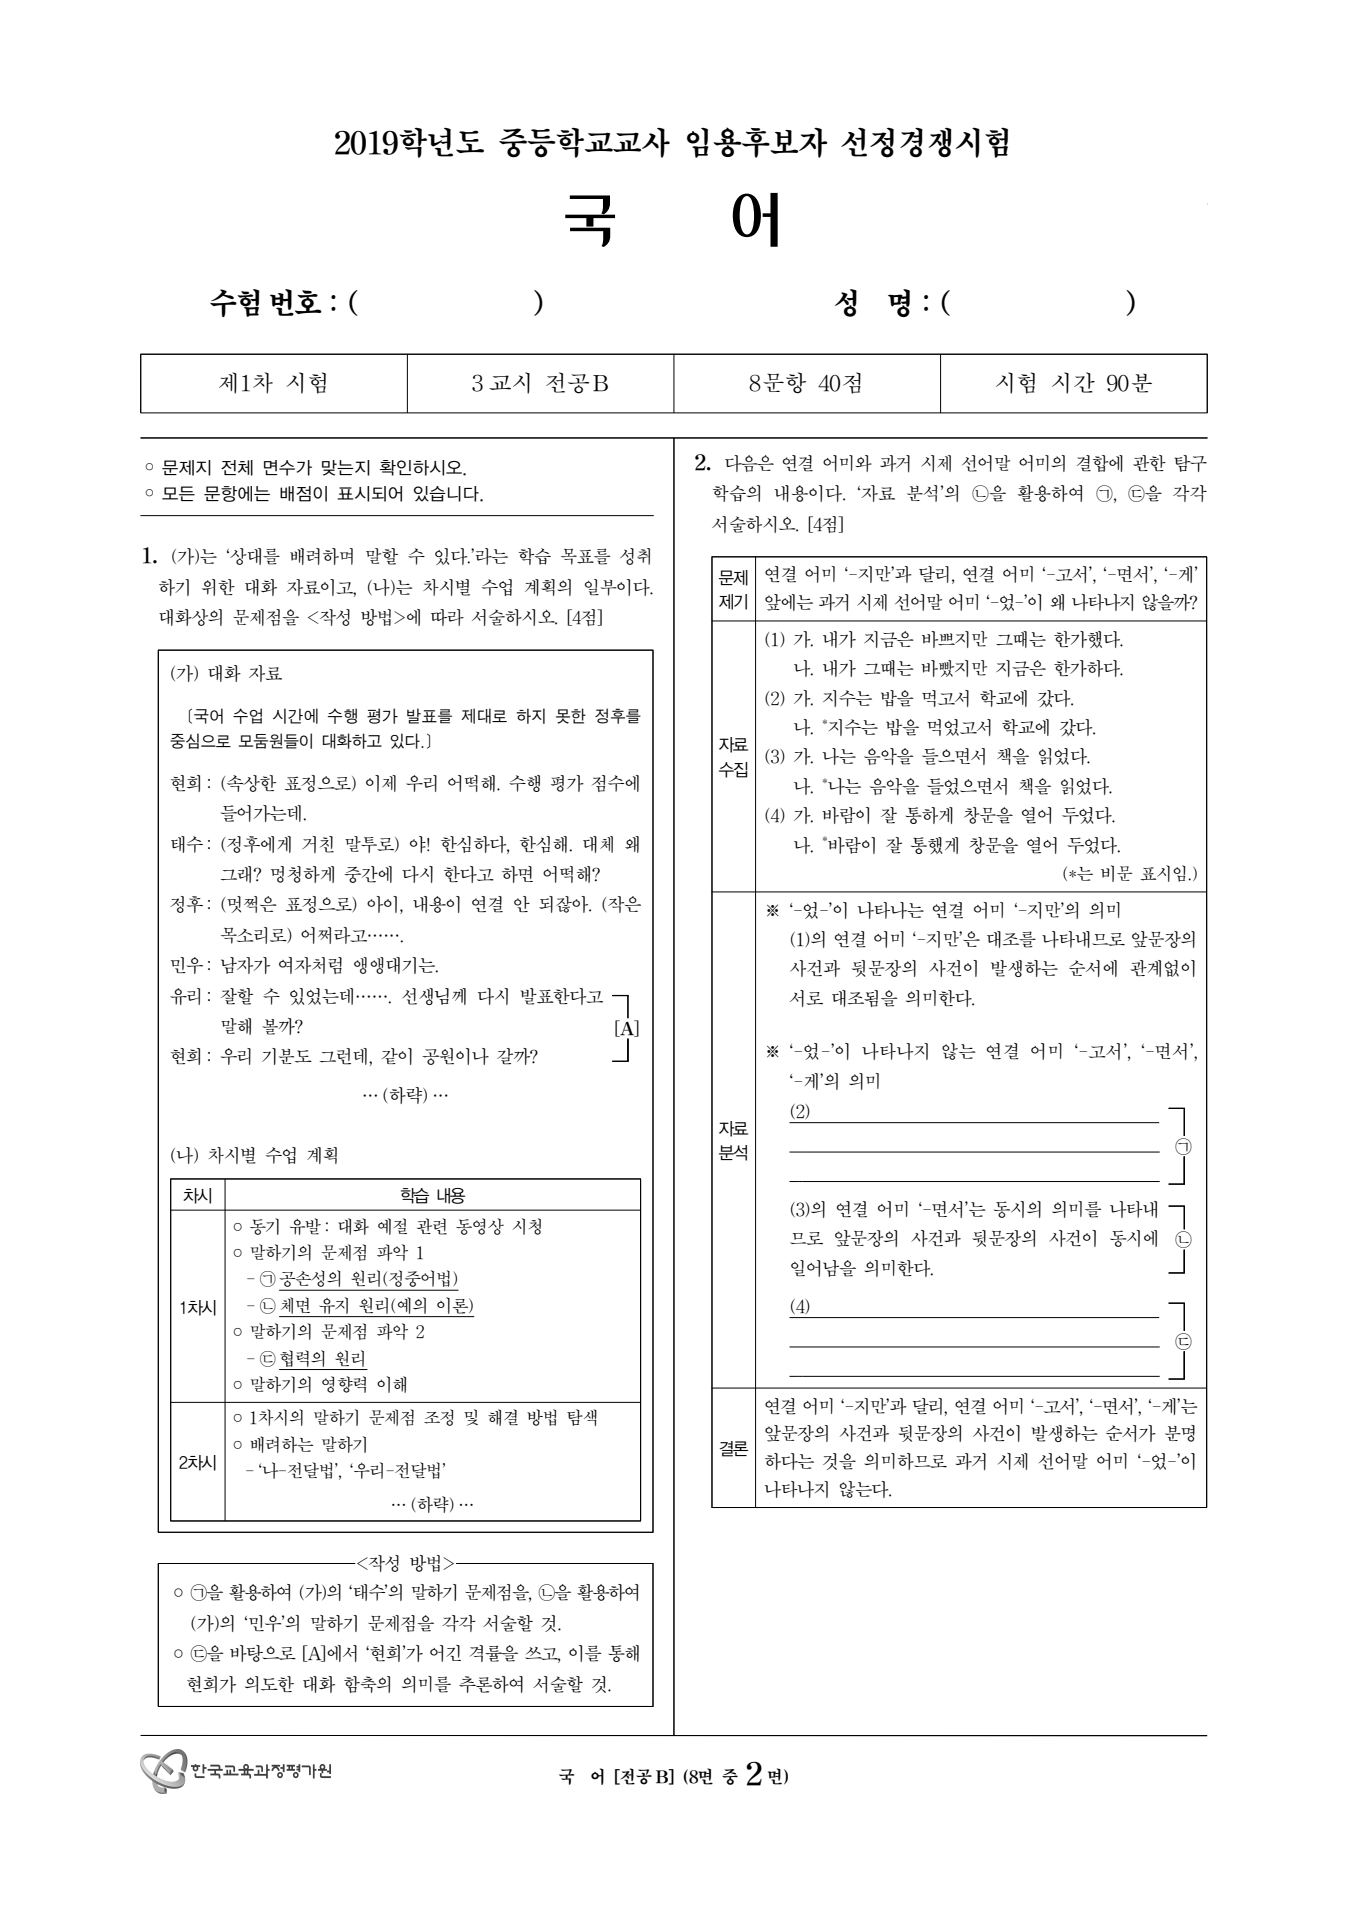 2019학년도 중등학교교사 임용후보자 선정경쟁시험
국 어
수험 번호 : ( )
성 명 : ( )
제1차 시험
3 교시 전공 B
8문항 40점
시험 시간 90분
○ 문제지 전체 면수가 맞는지 확인하시오.
○ 모든 문항에는 배점이 표시되어 있습니다.
1. (가)는 ‘상대를 배려하며 말할 수 있다.’라는 학습 목표를 성취
하기 위한 대화 자료이고, (나)는 차시별 수업 계획의 일부이다.
대화상의 문제점을 <작성 방법>에 따라 서술하시오. [4점]
(가) 대화 자료
〔국어 수업 시간에 수행 평가 발표를 제대로 하지 못한 정후를
중심으로 모둠원들이 대화하고 있다.〕
현희 : (속상한 표정으로) 이제 우리 어떡해. 수행 평가 점수에
들어가는데.
태수 : (정후에게 거친 말투로) 야! 한심하다, 한심해. 대체 왜
그래? 멍청하게 중간에 다시 한다고 하면 어떡해?
정후 : (멋쩍은 표정으로) 아이, 내용이 연결 안 되잖아. (작은
목소리로) 어쩌라고…….
민우 : 남자가 여자처럼 앵앵대기는.
유리 : 잘할 수 있었는데……. 선생님께 다시 발표한다고
말해 볼까?
[A]
현희 : 우리 기분도 그런데, 같이 공원이나 갈까?
… (하략) …
(나) 차시별 수업 계획
차시 학습 내용
1차시
○ 동기 유발 : 대화 예절 관련 동영상 시청
○ 말하기의 문제점 파악 1
- ㉠ 공손성의 원리(정중어법)
- ㉡ 체면 유지 원리(예의 이론)
○ 말하기의 문제점 파악 2
- ㉢ 협력의 원리
○ 말하기의 영향력 이해
2차시
○ 1차시의 말하기 문제점 조정 및 해결 방법 탐색
○ 배려하는 말하기
- ‘나-전달법’, ‘우리-전달법’
… (하략) …
<작성 방법>
○ ㉠을 활용하여 (가)의 ‘태수’의 말하기 문제점을, ㉡을 활용하여
(가)의 ‘민우’의 말하기 문제점을 각각 서술할 것.
○ ㉢을 바탕으로 [A]에서 ‘현희’가 어긴 격률을 쓰고, 이를 통해
현희가 의도한 대화 함축의 의미를 추론하여 서술할 것.
2. 다음은 연결 어미와 과거 시제 선어말 어미의 결합에 관한 탐구
학습의 내용이다. ‘자료 분석’의 ㉡을 활용하여 ㉠, ㉢을 각각
서술하시오. [4점]
문제
제기
연결 어미 ‘-지만’과 달리, 연결 어미 ‘-고서’, ‘-면서’, ‘-게’
앞에는 과거 시제 선어말 어미 ‘-었-’이 왜 나타나지 않을까?
자료
수집
(1) 가. 내가 지금은 바쁘지만 그때는 한가했다.
나. 내가 그때는 바빴지만 지금은 한가하다.
(2) 가. 지수는 밥을 먹고서 학교에 갔다.
나. *지수는 밥을 먹었고서 학교에 갔다.
(3) 가. 나는 음악을 들으면서 책을 읽었다.
나. *나는 음악을 들었으면서 책을 읽었다.
(4) 가. 바람이 잘 통하게 창문을 열어 두었다.
나. *바람이 잘 통했게 창문을 열어 두었다.
(*는 비문 표시임.)
자료
분석
※ ‘-었-’이 나타나는 연결 어미 ‘-지만’의 의미
(1)의 연결 어미 ‘-지만’은 대조를 나타내므로 앞문장의
사건과 뒷문장의 사건이 발생하는 순서에 관계없이
서로 대조됨을 의미한다.
※ ‘-었-’이 나타나지 않는 연결 어미 ‘-고서’, ‘-면서’,
‘-게’의 의미
(2)
㉠
(3)의 연결 어미 ‘-면서’는 동시의 의미를 나타내
므로 앞문장의 사건과 뒷문장의 사건이 동시에
일어남을 의미한다.
㉡
(4)
㉢
결론
연결 어미 ‘-지만’과 달리, 연결 어미 ‘-고서’, ‘-면서’, ‘-게’는
앞문장의 사건과 뒷문장의 사건이 발생하는 순서가 분명
하다는 것을 의미하므로 과거 시제 선어말 어미 ‘-었-’이
나타나지 않는다.
한국교육과정평가원
국 어 [전공 B] (8면 중 2 면)